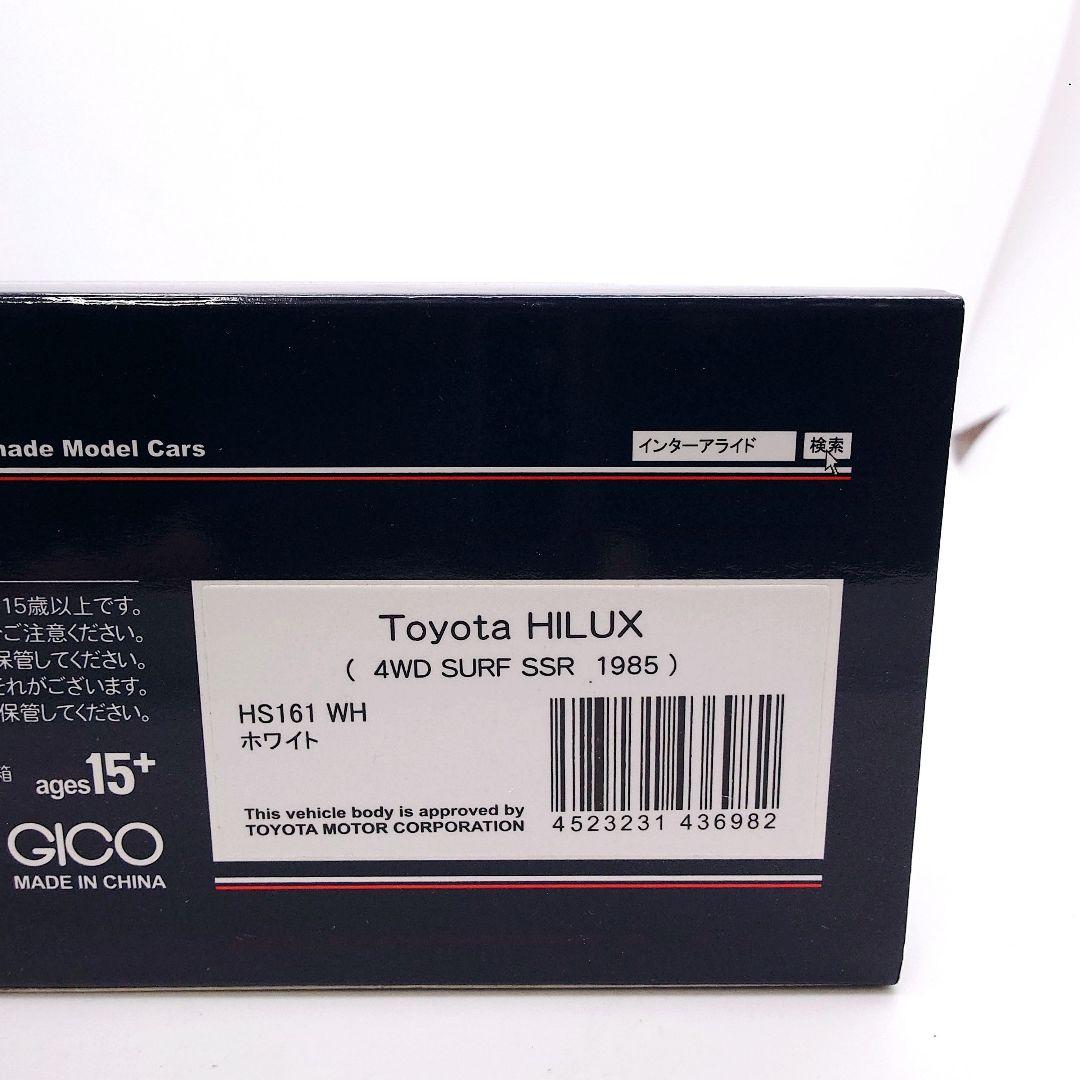 Model Cars
インターアライド 検索
15歳以上です。
ご注意ください。
保管してください。
それがございます。
保管してください。
箱
ages15+
GICO
MADE IN CHINA
Toyota HILUX
( 4WD SURF SSR 1985 )
HS161 WH
ホワイト
This vehicle body is approved by
TOYOTA MOTOR CORPORATION
4523231 436982